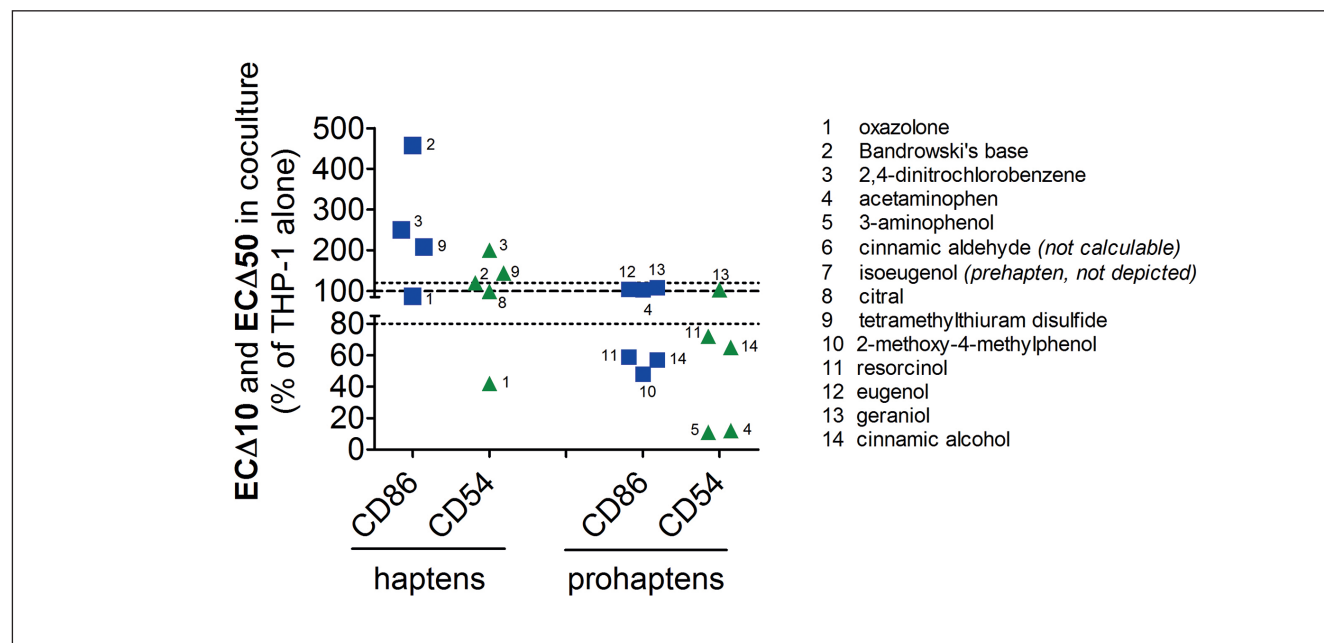 ECΔ10 and ECΔ50 in coculture
(% of THP-1 alone)
500
400
300
200
100
80
60
40
20
0
2
3
9
1
3
9
2
8
1
12
13
4
11
14
10
13
11
14
5
4
CD86
CD54
CD86
CD54
haptens
prohaptens
1 oxazolone
2 Bandrowski's base
3 2,4-dinitrochlorobenzene
4 acetaminophen
5 3-aminophenol
6 cinnamic aldehyde (not calculable)
7 isoeugenol (prehapten, not depicted)
8 citral
9 tetramethylthiuram disulfide
10 2-methoxy-4-methylphenol
11 resorcinol
12 eugenol
13 geraniol
14 cinnamic alcohol